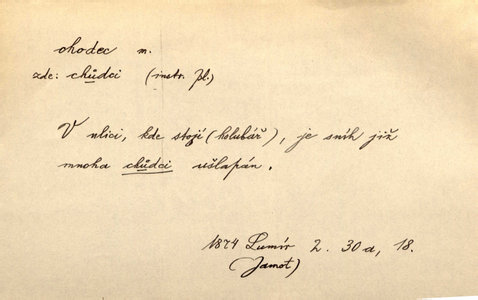 chodec m.
zde: chůdci (instr. pl.)
V ulici, kde stojí (holubář), je sníh již
mnoha chůdci ušlapán.
1874 Lumír 2. 30a, 18.
(Jamot)